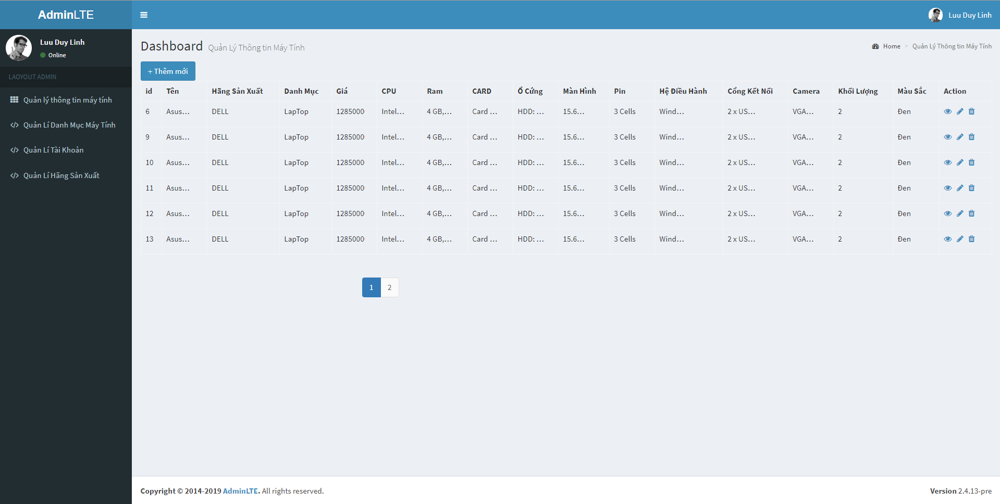 AdminLTE
Luu Duy Linh
Luu Duy Linh
Online
LAOYOUT ADMIN
Quản lý thông tin máy tính
Quản Lí Danh Mục Máy Tính
Quản Lí Tài Khoản
Quản Lí Hãng Sản Xuất
Dashboard Quản Lý Thông tin Máy Tính
Home > Quản Lý Thông tin Máy Tính
+ Thêm mới
id Tên Hãng Sản Xuất Danh Mục Giá CPU Ram CARD Ổ Cứng Màn Hình Pin Hệ Điều Hành Cổng Kết Nối Camera Khối Lượng Màu Sắc Action
6 Asus... DELL LapTop 1285000 Intel... 4 GB,... Card ... HDD: ... 15.6... 3 Cells Wind... 2 x US... VGA... 2 Đen
9 Asus... DELL LapTop 1285000 Intel... 4 GB,... Card ... HDD: ... 15.6... 3 Cells Wind... 2 x US... VGA... 2 Đen
10 Asus... DELL LapTop 1285000 Intel... 4 GB,... Card ... HDD: ... 15.6... 3 Cells Wind... 2 x US... VGA... 2 Đen
11 Asus... DELL LapTop 1285000 Intel... 4 GB,... Card ... HDD: ... 15.6... 3 Cells Wind... 2 x US... VGA... 2 Đen
12 Asus... DELL LapTop 1285000 Intel... 4 GB,... Card ... HDD: ... 15.6... 3 Cells Wind... 2 x US... VGA... 2 Đen
13 Asus... DELL LapTop 1285000 Intel... 4 GB,... Card ... HDD: ... 15.6... 3 Cells Wind... 2 x US... VGA... 2 Đen
1 2
Copyright © 2014-2019 AdminLTE. All rights reserved.
Version 2.4.13-pre